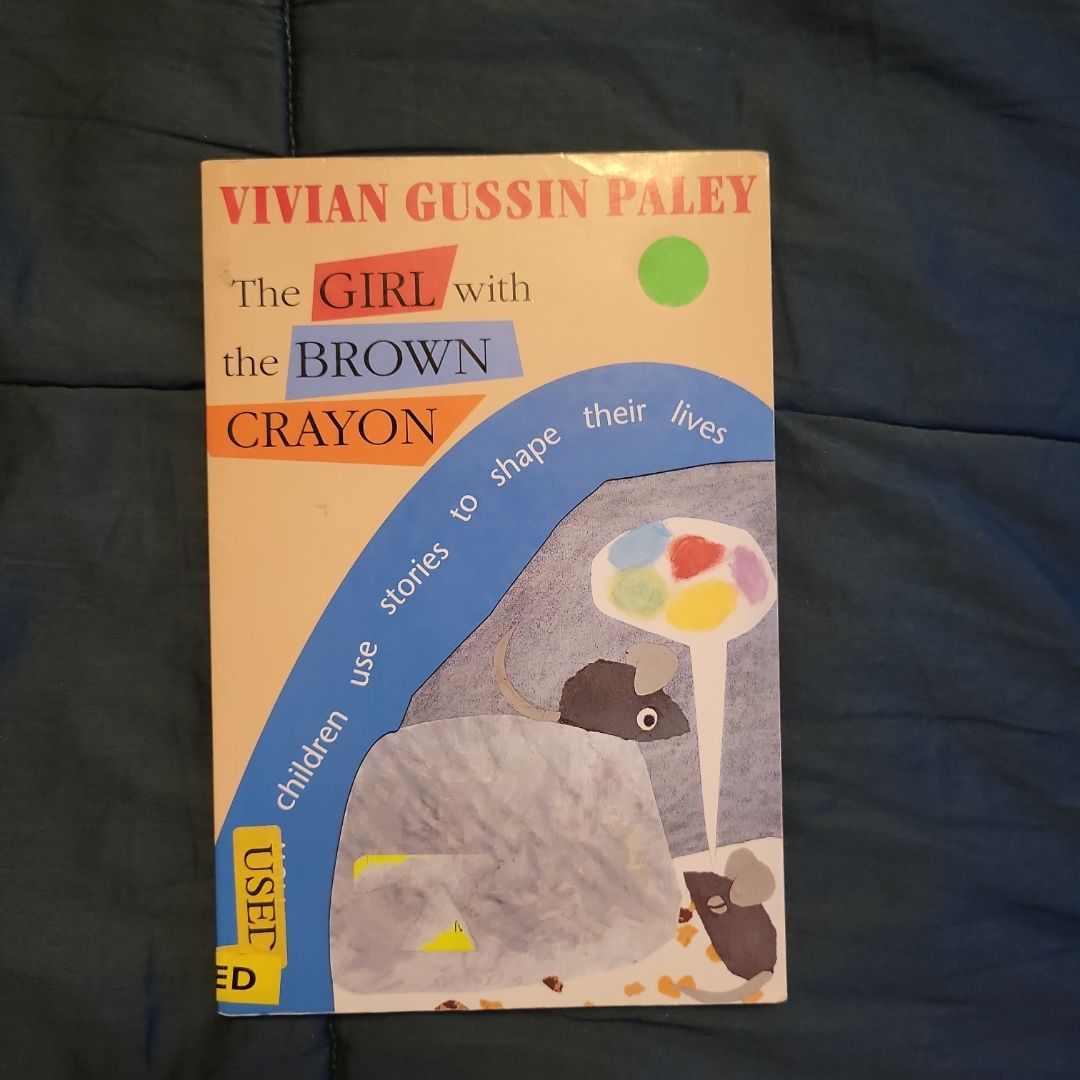 VIVIAN GUSSIN PALEY
The GIRL with
the BROWN
CRAYON
children use stories to shape their lives
USED
ED